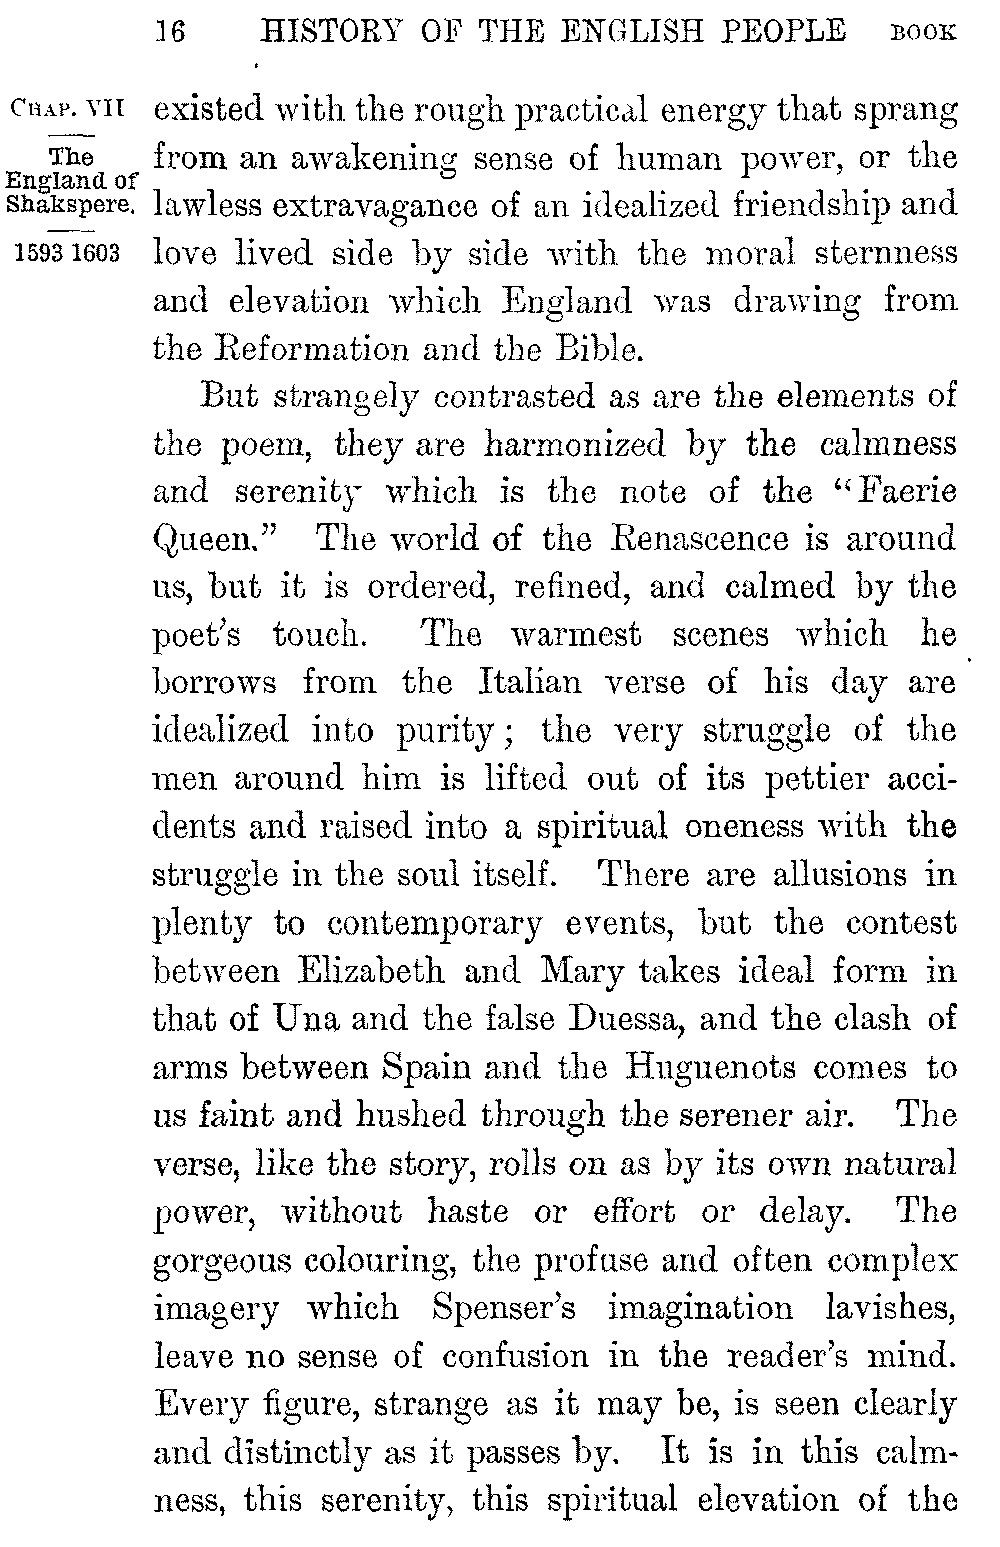 16 HISTORY OF THE ENGLISH PEOPLE BOOK
CHAP. VII
The
England of
Shakspere.
1593 1603
existed with the rough practical energy that sprang
from an awakening sense of human power, or the
lawless extravagance of an idealized friendship and
love lived side by side with the moral sternness
and elevation which England was drawing from
the Reformation and the Bible.
But strangely contrasted as are the elements of
the poem, they are harmonized by the calmness
and serenity which is the note of the “Faerie
Queen.” The world of the Renascence is around
us, but it is ordered, refined, and calmed by the
poet’s touch. The warmest scenes which he
borrows from the Italian verse of his day are
idealized into purity; the very struggle of the
men around him is lifted out of its pettier acci-
dents and raised into a spiritual oneness with the
struggle in the soul itself. There are allusions in
plenty to contemporary events, but the contest
between Elizabeth and Mary takes ideal form in
that of Una and the false Duessa, and the clash of
arms between Spain and the Huguenots comes to
us faint and hushed through the serener air. The
verse, like the story, rolls on as by its own natural
power, without haste or effort or delay. The
gorgeous colouring, the profuse and often complex
imagery which Spenser’s imagination lavishes,
leave no sense of confusion in the reader’s mind.
Every figure, strange as it may be, is seen clearly
and distinctly as it passes by. It is in this calm-
ness, this serenity, this spiritual elevation of the